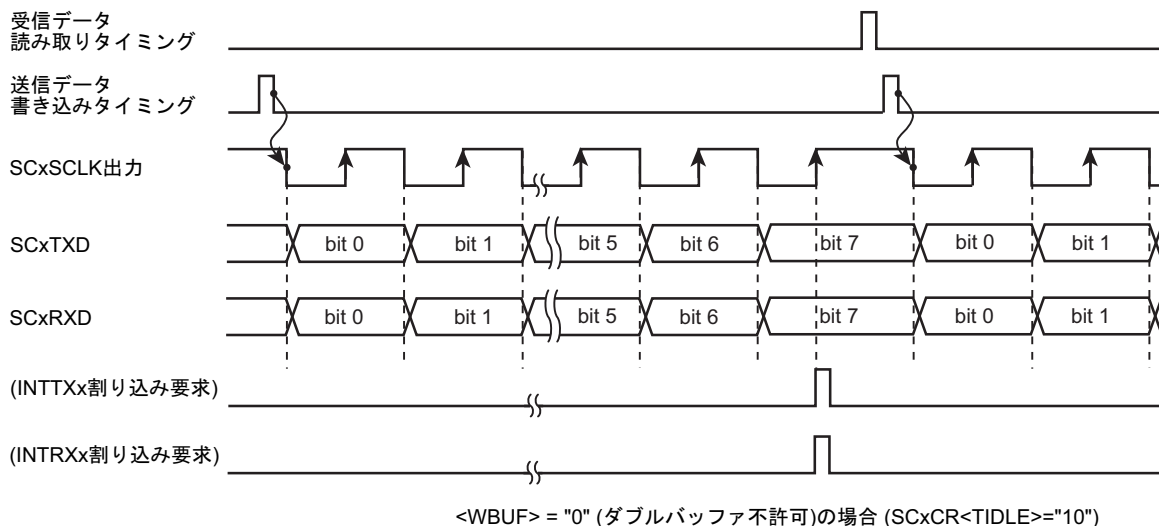 受信データ
読み取りタイミング
送信データ
書き込みタイミング
SCxSCLK出力
SCxTXD
bit 0 bit 1 bit 5 bit 6 bit 7 bit 0 bit 1
SCxRXD
bit 0 bit 1 bit 5 bit 6 bit 7 bit 0 bit 1
(INTTXx割り込み要求)
(INTRXx割り込み要求)
<WBUF> = "0" (ダブルバッファ不許可)の場合 (SCxCR<TIDLE>="10")